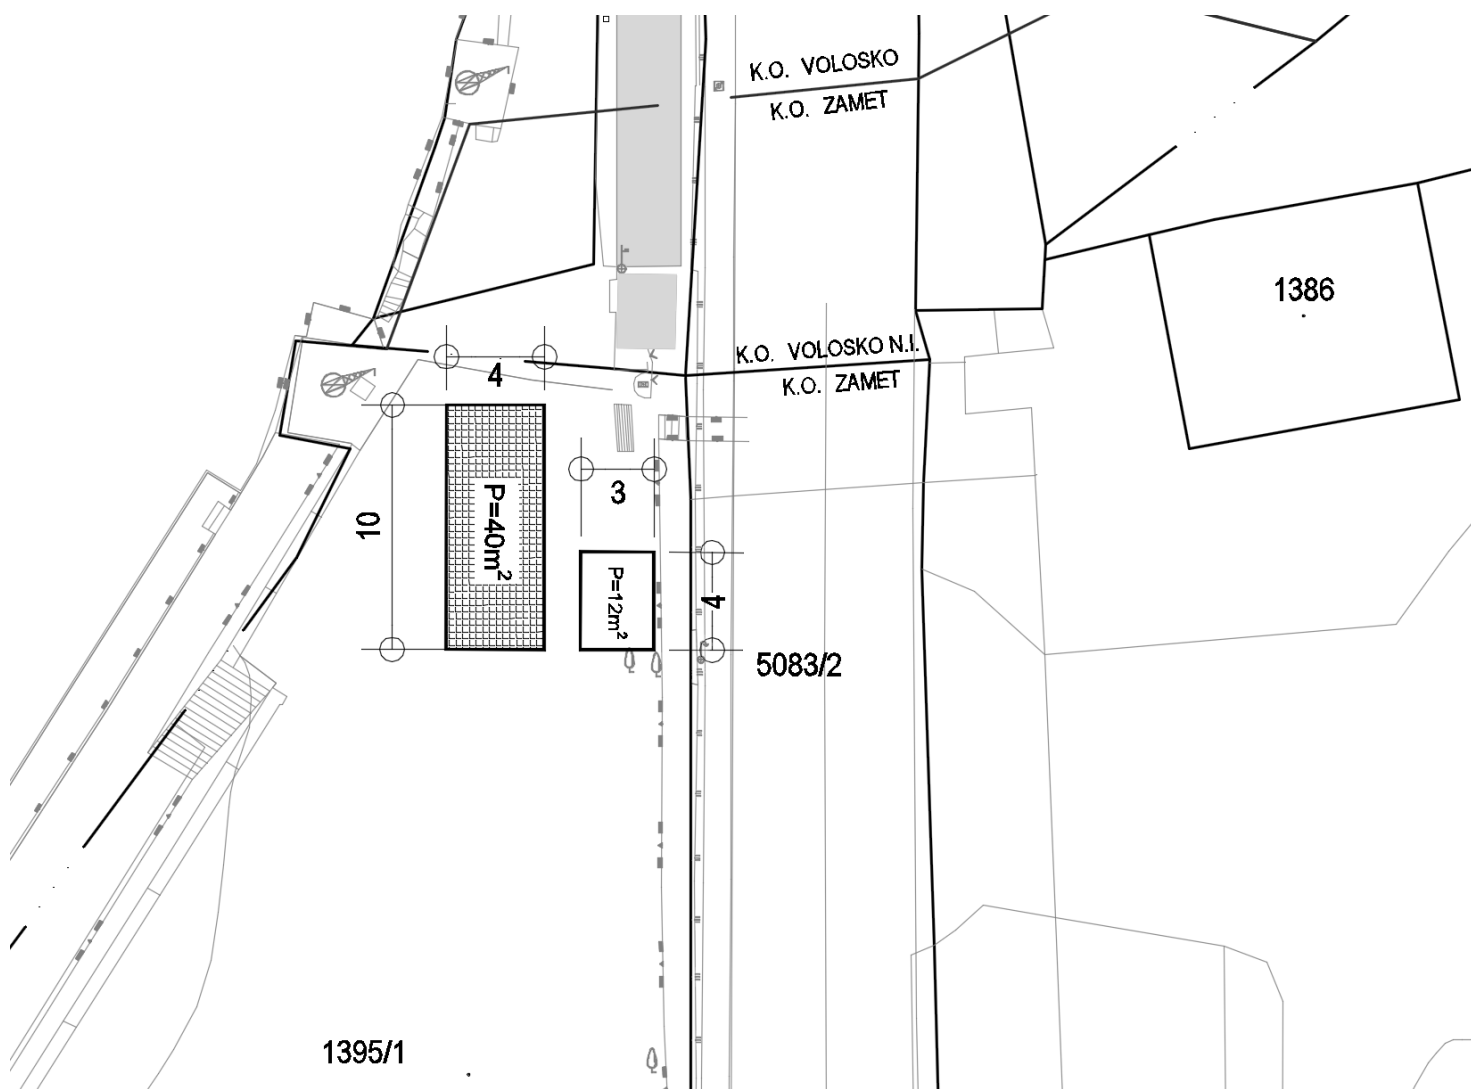 K.O. VOLOSKO
K.O. ZAMET
1386
K.O. VOLOSKO N.I.
K.O. ZAMET
4
10
P=40m²
3
P=12m²
4
5083/2
1395/1